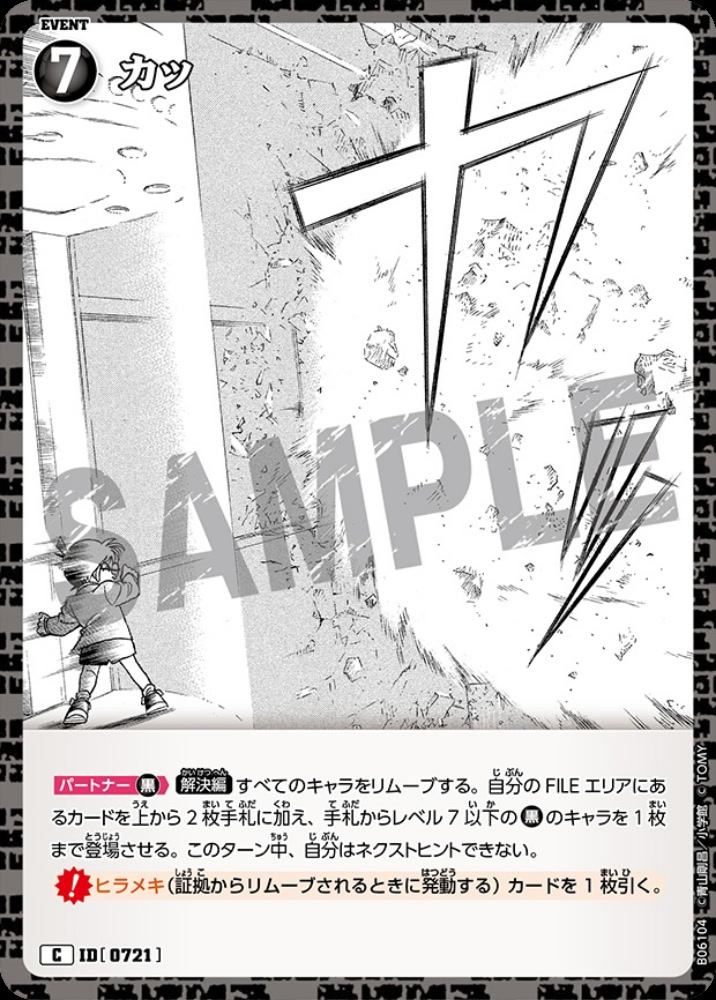 EVENT
7 カッ
カッ
SAMPLE
パートナー 黒 解決編 すべてのキャラをリムーブする。自分のFILEエリアにあ
るカードを上から2枚手札に加え、手札からレベル7以下の黒のキャラを1枚
まで登場させる。このターン中、自分はネクストヒントできない。
ヒラメキ(証拠からリムーブされるときに発動する)カードを1枚引く。
C ID[0721]
B06104 ©青山剛昌/小学館 ©TOMY